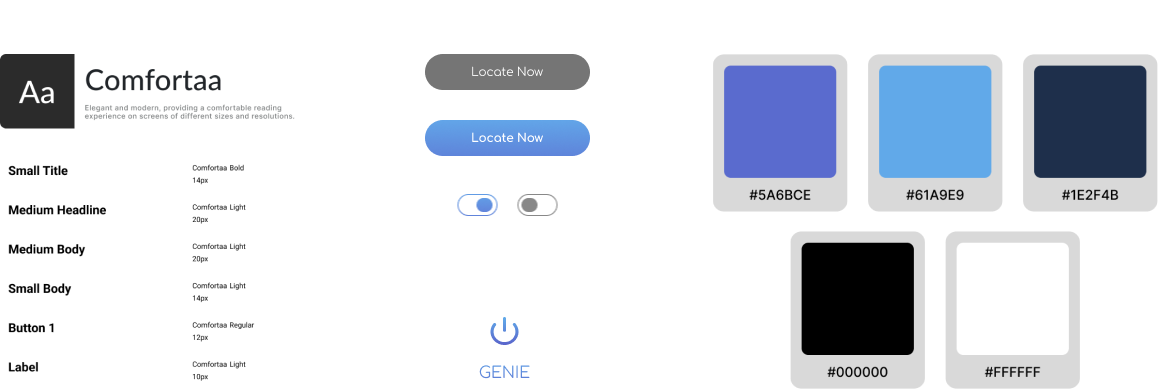 Aa
Comfortaa
Elegant and modern, providing a comfortable reading
experience on screens of different sizes and resolutions.
Small Title
Comfortaa Bold
14px
Medium Headline
Comfortaa Light
20px
Medium Body
Comfortaa Light
20px
Small Body
Comfortaa Light
14px
Button 1
Comfortaa Regular
12px
Label
Comfortaa Light
10px
Locate Now
Locate Now
GENIE
#5A6BCE
#61A9E9
#1E2F4B
#000000
#FFFFFF